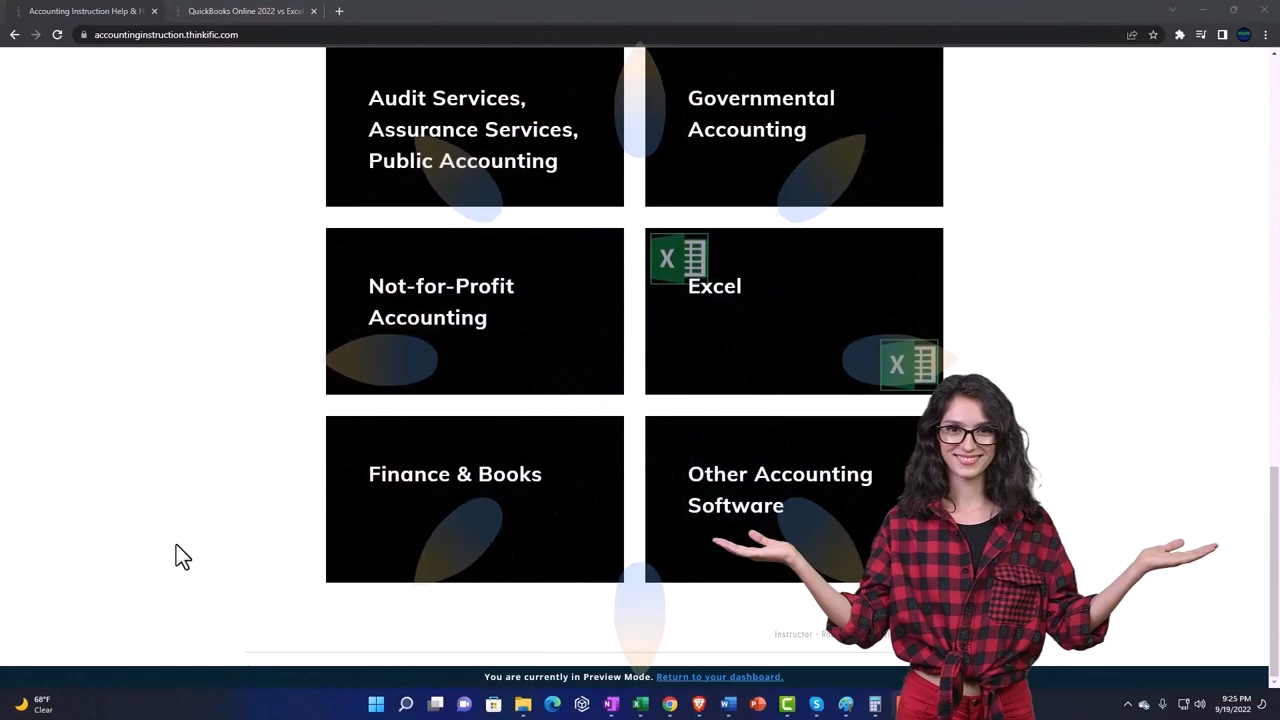 Accounting Instruction Help & H
QuickBooks Online 2022 vs Excel
accountinginstruction.thinkific.com
Audit Services,
Assurance Services,
Public Accounting
Governmental
Accounting
Not-for-Profit
Accounting
X
Excel
X
Finance & Books
Other Accounting
Software
Instructor -
You are currently in Preview Mode. Return to your dashboard.
68°F
Clear
9:25 PM
9/19/2022